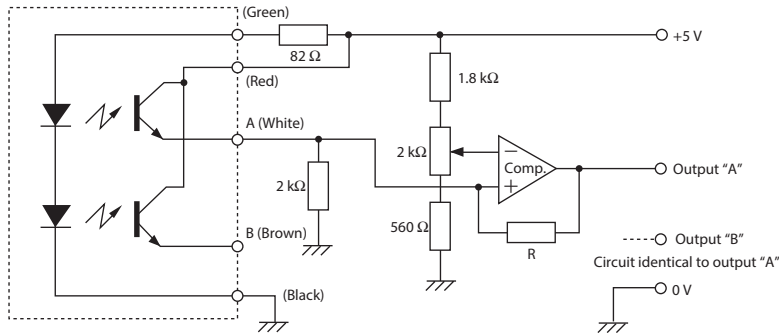 (Green)
82 Ω
+5 V
(Red)
1.8 kΩ
A (White)
2 kΩ
2 kΩ
−
Comp.
+
Output “A”
560 Ω
R
B (Brown)
Output “B”
Circuit identical to output “A”
(Black)
0 V